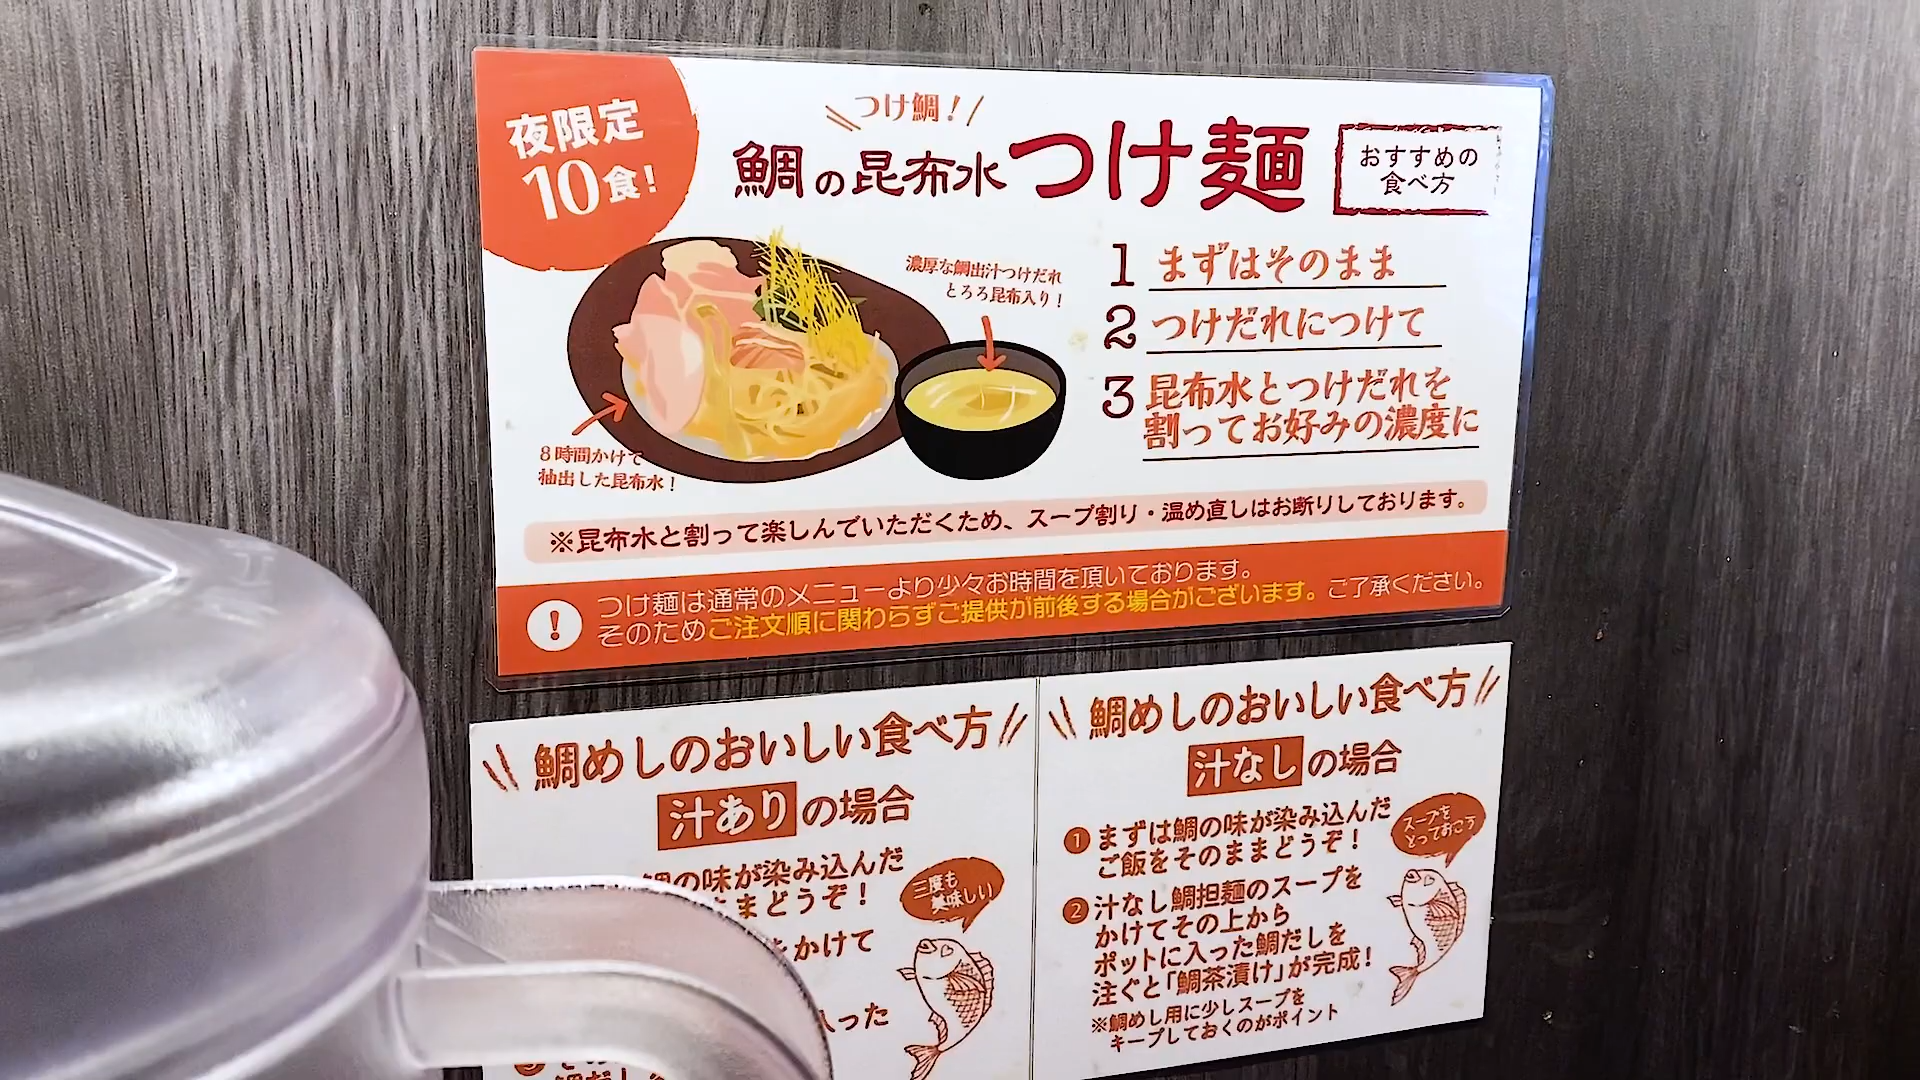 夜限定
10食!
つけ鯛!
鯛の昆布水つけ麺
おすすめの
食べ方
濃厚な鯛出汁つけだれ
とろろ昆布入り!
8時間かけて
抽出した昆布水!
1 まずはそのまま
2 つけだれにつけて
3 昆布水とつけだれを
割ってお好みの濃度に
※昆布水と割って楽しんでいただくため、スープ割り・温め直しはお断りしております。
! つけ麺は通常のメニューより少々お時間を頂いております。
そのためご注文順に関わらずご提供が前後する場合がございます。ご了承ください。
鯛めしのおいしい食べ方
汁ありの場合
の味が染み込んだ
まどうぞ!
かけて
入った
三度も
美味しい
鯛めしのおいしい食べ方
汁なしの場合
① まずは鯛の味が染み込んだ
ご飯をそのままどうぞ!
② 汁なし鯛担麺のスープを
かけてその上から
ポットに入った鯛だしを
注ぐと「鯛茶漬け」が完成!
※鯛めし用に少しスープを
キープしておくのがポイント
スープを
とっておこう